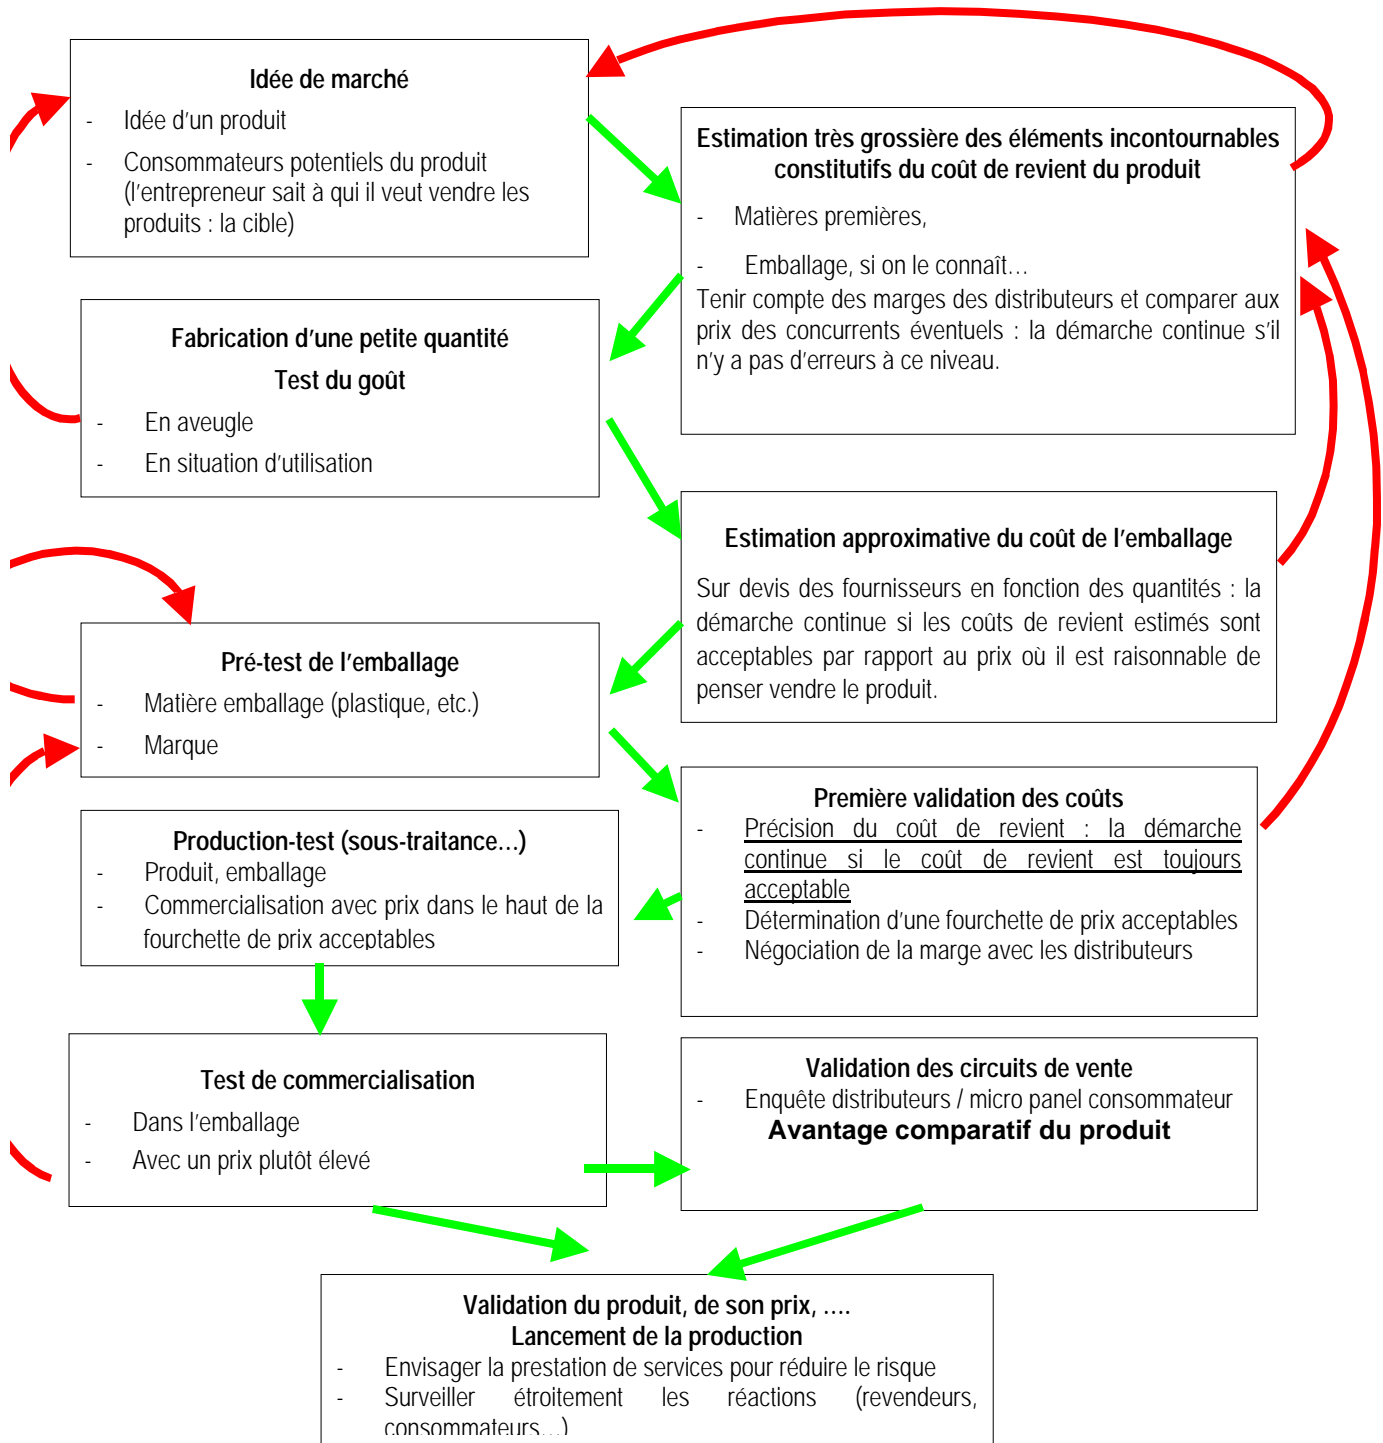 Idée de marché
- Idée d'un produit
- Consommateurs potentiels du produit
(l'entrepreneur sait à qui il veut vendre les
produits : la cible)
Estimation très grossière des éléments incontournables
constitutifs du coût de revient du produit
- Matières premières,
- Emballage, si on le connaît…
Tenir compte des marges des distributeurs et comparer aux
prix des concurrents éventuels : la démarche continue s'il
n'y a pas d'erreurs à ce niveau.
Fabrication d'une petite quantité
Test du goût
- En aveugle
- En situation d'utilisation
Estimation approximative du coût de l'emballage
Sur devis des fournisseurs en fonction des quantités : la
démarche continue si les coûts de revient estimés sont
acceptables par rapport au prix où il est raisonnable de
penser vendre le produit.
Pré-test de l'emballage
- Matière emballage (plastique, etc.)
- Marque
Première validation des coûts
- Précision du coût de revient : la démarche
continue si le coût de revient est toujours
acceptable
- Détermination d'une fourchette de prix acceptables
- Négociation de la marge avec les distributeurs
Production-test (sous-traitance…)
- Produit, emballage
- Commercialisation avec prix dans le haut de la
fourchette de prix acceptables
Test de commercialisation
- Dans l'emballage
- Avec un prix plutôt élevé
Validation des circuits de vente
- Enquête distributeurs / micro panel consommateur
Avantage comparatif du produit
Validation du produit, de son prix, ….
Lancement de la production
- Envisager la prestation de services pour réduire le risque
- Surveiller étroitement les réactions (revendeurs,
consommateurs…)